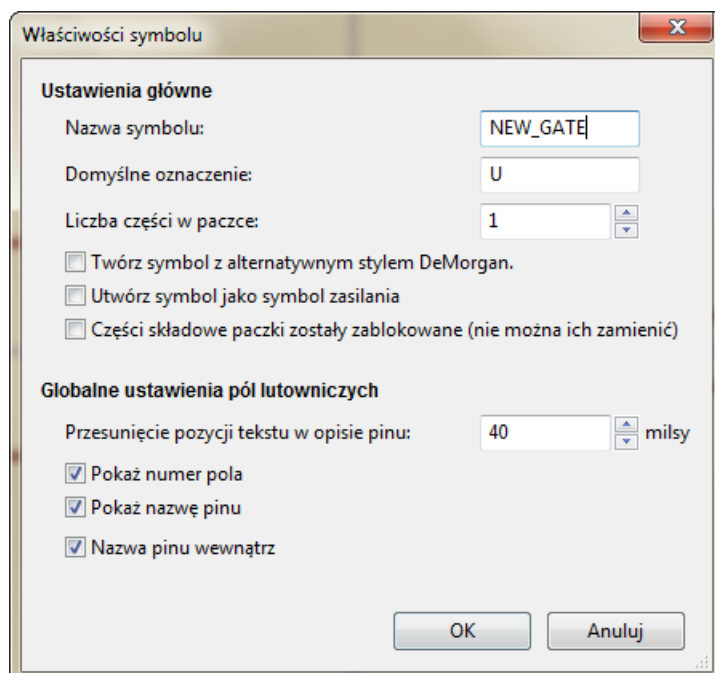 Właściwości symbolu
Ustawienia główne
Nazwa symbolu: NEW_GATE
Domyślne oznaczenie: U
Liczba części w paczce: 1
Twórz symbol z alternatywnym stylem DeMorgan.
Utwórz symbol jako symbol zasilania
Części składowe paczki zostały zablokowane (nie można ich zamienić)
Globalne ustawienia pól lutowniczych
Przesunięcie pozycji tekstu w opisie pinu: 40 milsy
Pokaż numer pola
Pokaż nazwę pinu
Nazwa pinu wewnątrz
OK Anuluj